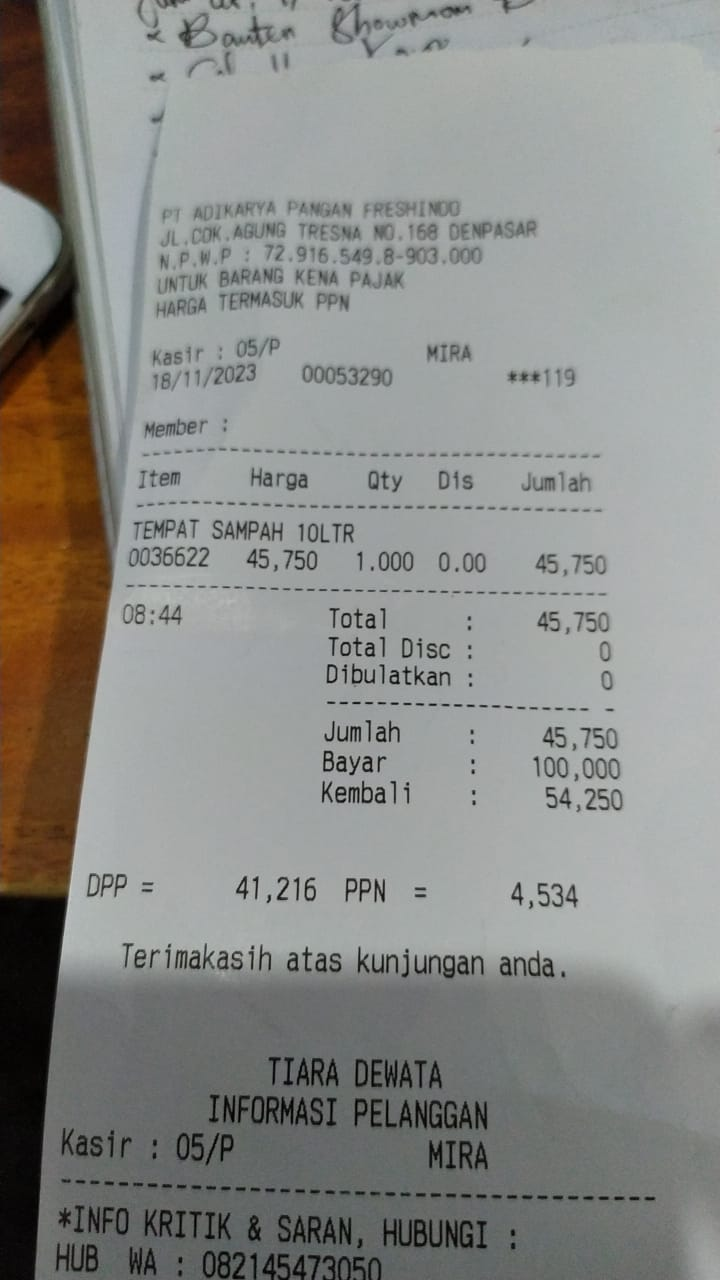 * Banten Showroom
PT ADIKARYA PANGAN FRESHINDO
JL.COK.AGUNG TRESNA NO.168 DENPASAR
N.P.W.P : 72.916.549.8-903.000
UNTUK BARANG KENA PAJAK
HARGA TERMASUK PPN
Kasir : 05/P MIRA
18/11/2023 00053290 ***119
Member :
Item Harga Qty Dis Jumlah
TEMPAT SAMPAH 10LTR
0036622 45,750 1.000 0.00 45,750
08:44 Total : 45,750
Total Disc : 0
Dibulatkan : 0
Jumlah : 45,750
Bayar : 100,000
Kembali : 54,250
DPP = 41,216 PPN = 4,534
Terimakasih atas kunjungan anda.
TIARA DEWATA
INFORMASI PELANGGAN
Kasir : 05/P MIRA
*INFO KRITIK & SARAN, HUBUNGI :
HUB WA : 082145473050